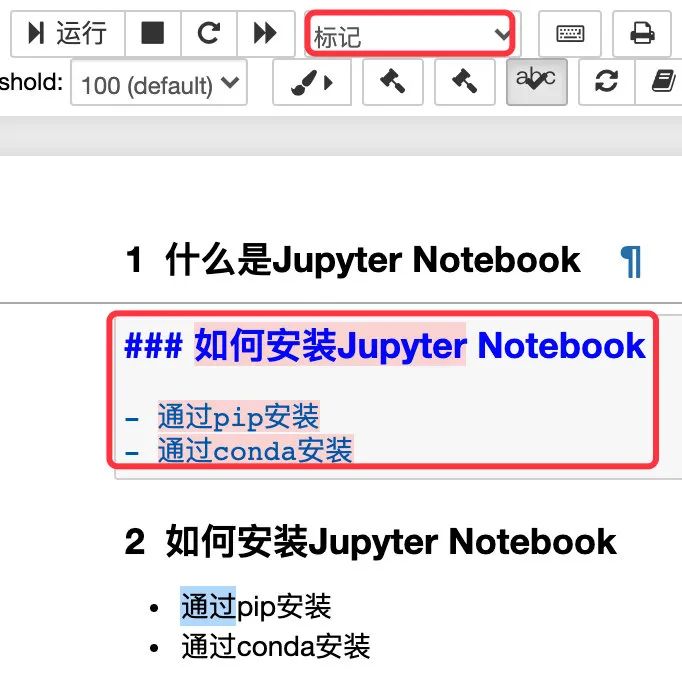 运行
标记
shold: 100 (default)
abc
1 什么是Jupyter Notebook ¶
### 如何安装Jupyter Notebook
- 通过pip安装
- 通过conda安装
2 如何安装Jupyter Notebook
• 通过pip安装
• 通过conda安装